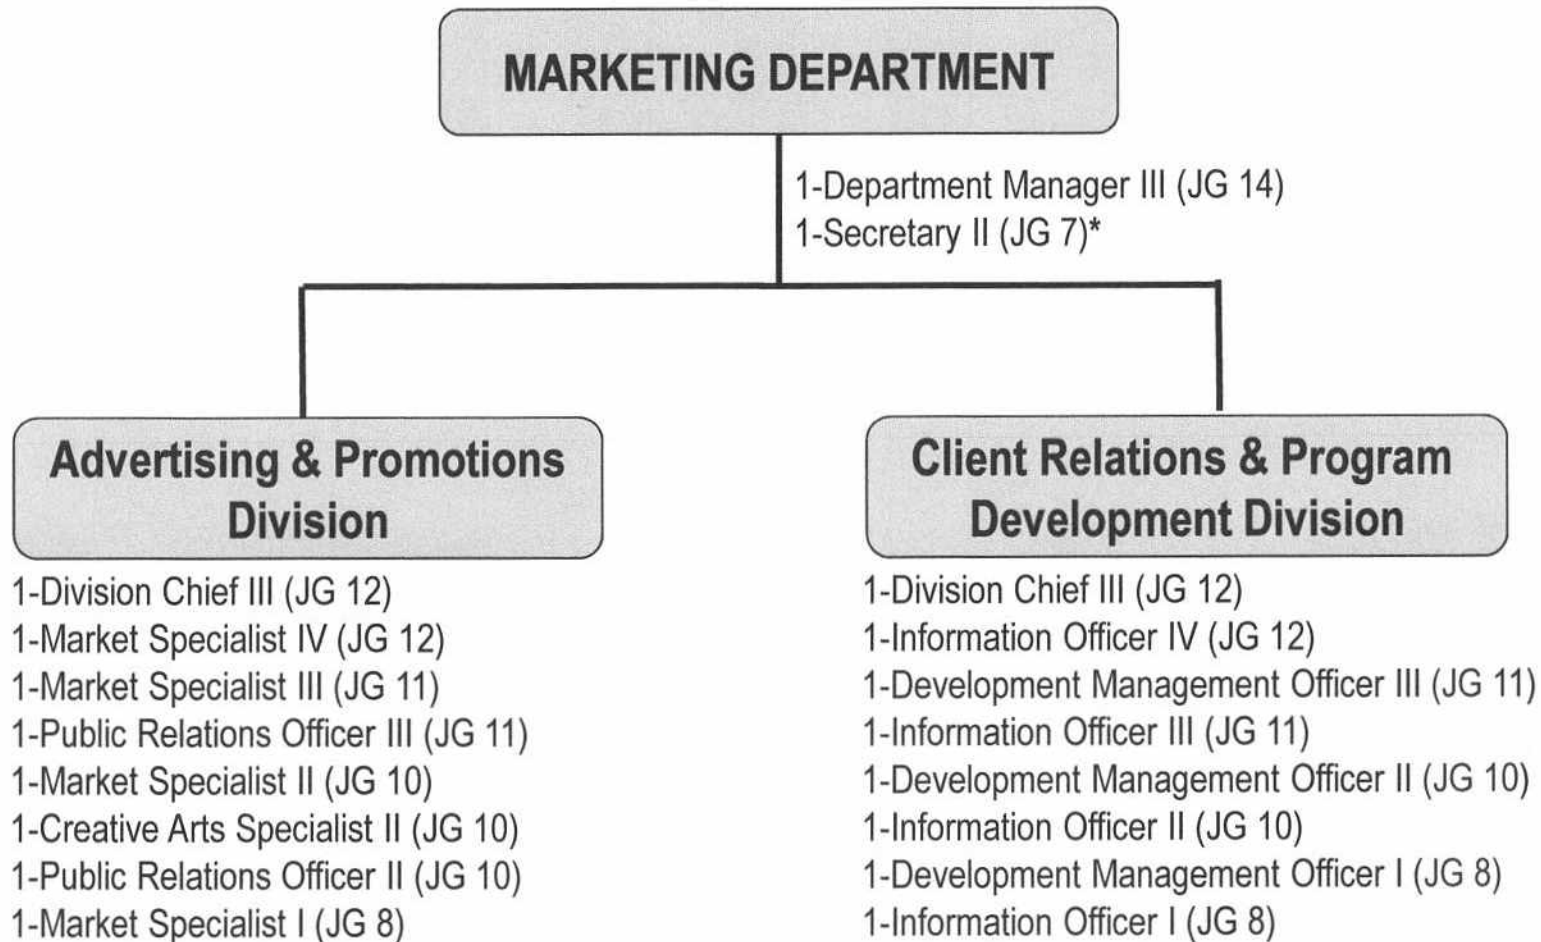 MARKETING DEPARTMENT
1-Department Manager III (JG 14)
1-Secretary II (JG 7)*
Advertising & Promotions
Division
1-Division Chief III (JG 12)
1-Market Specialist IV (JG 12)
1-Market Specialist III (JG 11)
1-Public Relations Officer III (JG 11)
1-Market Specialist II (JG 10)
1-Creative Arts Specialist II (JG 10)
1-Public Relations Officer II (JG 10)
1-Market Specialist I (JG 8)
Client Relations & Program
Development Division
1-Division Chief III (JG 12)
1-Information Officer IV (JG 12)
1-Development Management Officer III (JG 11)
1-Information Officer III (JG 11)
1-Development Management Officer II (JG 10)
1-Information Officer II (JG 10)
1-Development Management Officer I (JG 8)
1-Information Officer I (JG 8)